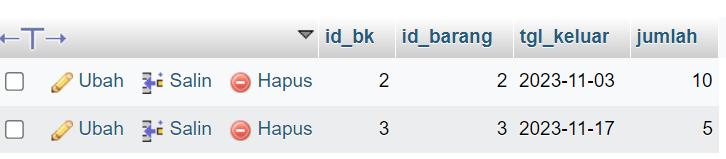 id_bk id_barang tgl_keluar jumlah
Ubah Salin Hapus 2 2 2023-11-03 10
Ubah Salin Hapus 3 3 2023-11-17 5